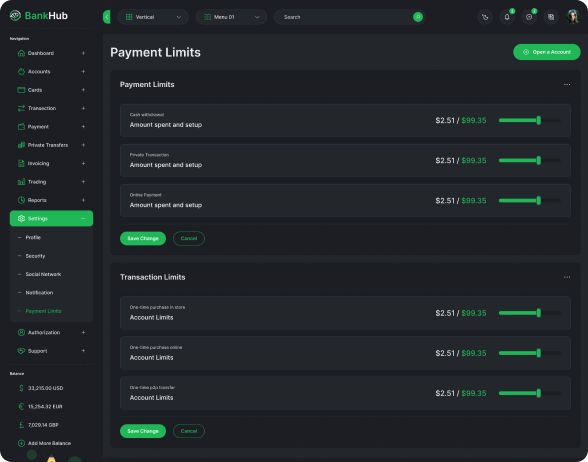 BankHub
Vertical
Menu 01
Search
Navigation
Dashboard
Accounts
Cards
Transaction
Payment
Private Transfers
Invoicing
Trading
Reports
Settings
Profile
Security
Social Network
Notification
Payment Limits
Authorization
Support
Balance
33,215.00 USD
15,254.32 EUR
7,029.14 GBP
Add More Balance
Payment Limits
Open a Account
Payment Limits
Cash withdrawal
Amount spent and setup
$2.51 / $99.35
Private Transaction
Amount spent and setup
$2.51 / $99.35
Online Payment
Amount spent and setup
$2.51 / $99.35
Save Change
Cancel
Transaction Limits
One-time purchase in store
Account Limits
$2.51 / $99.35
One-time purchase online
Account Limits
$2.51 / $99.35
One-time p2p transfer
Account Limits
$2.51 / $99.35
Save Change
Cancel